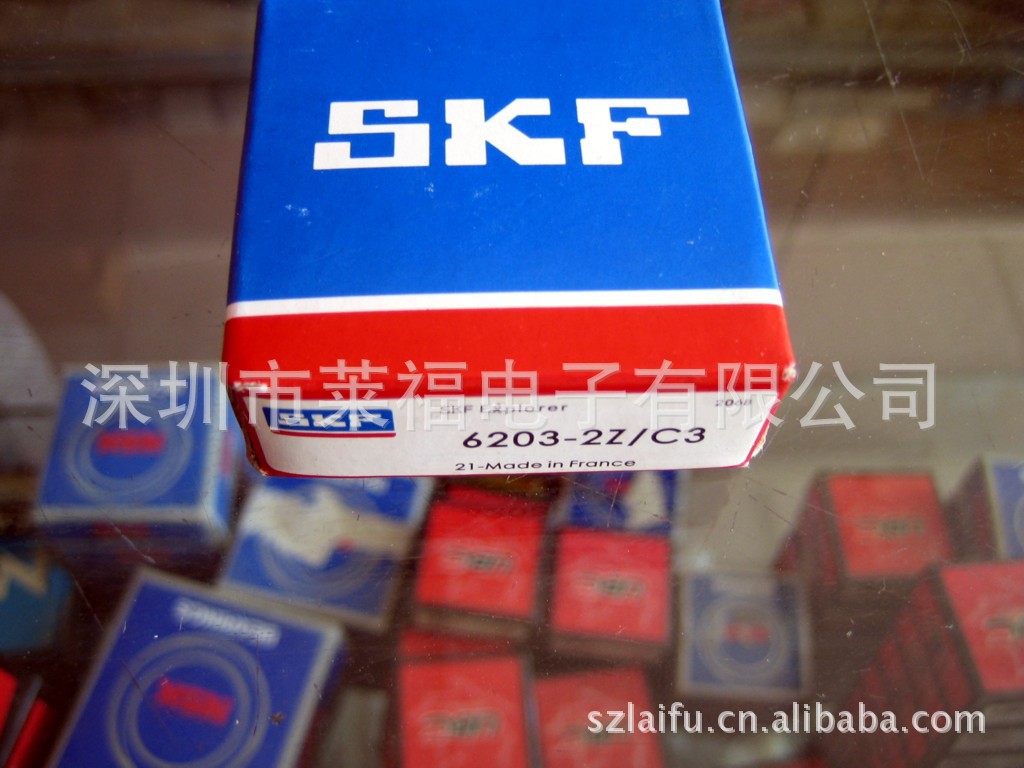 SKF
深圳市莱福电子有限公司
SKF
SKF Explorer
206B
6203-2Z/C3
21-Made in France
szlaifu.cn.alibaba.com